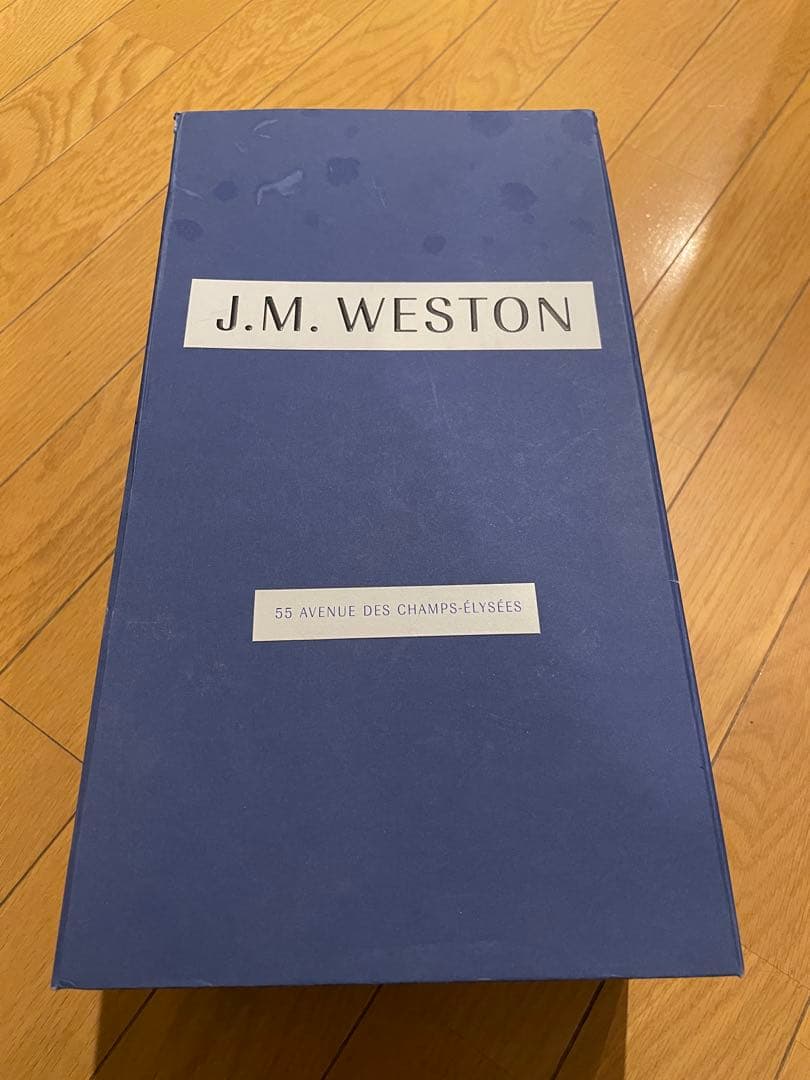 J.M. WESTON
55 AVENUE DES CHAMPS-ÉLYSÉES